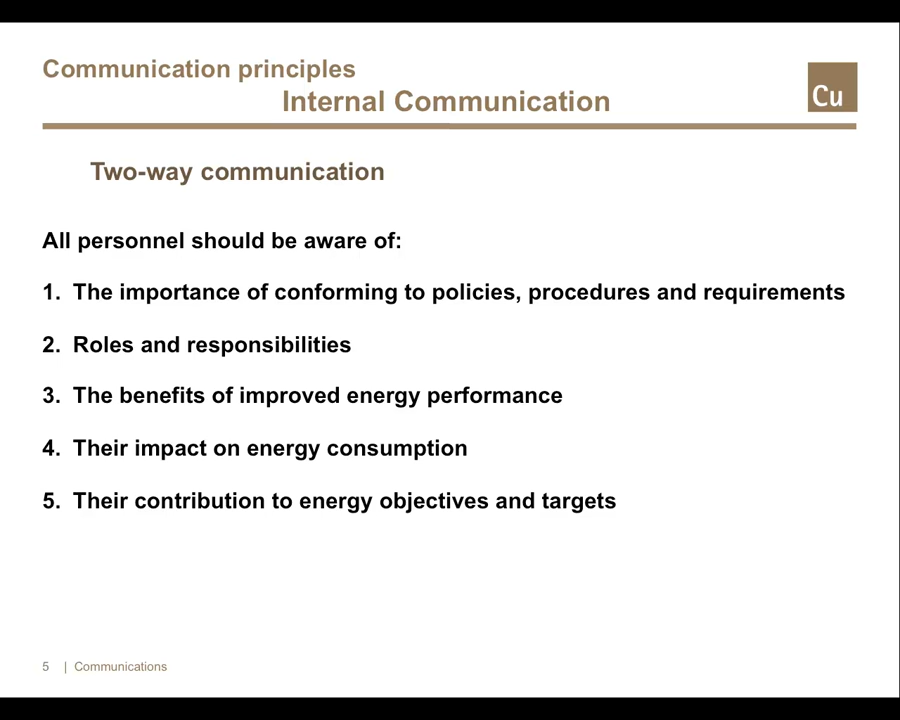 Communication principles
Internal Communication
Cu
Two-way communication
All personnel should be aware of:
1. The importance of conforming to policies, procedures and requirements
2. Roles and responsibilities
3. The benefits of improved energy performance
4. Their impact on energy consumption
5. Their contribution to energy objectives and targets
5 | Communications